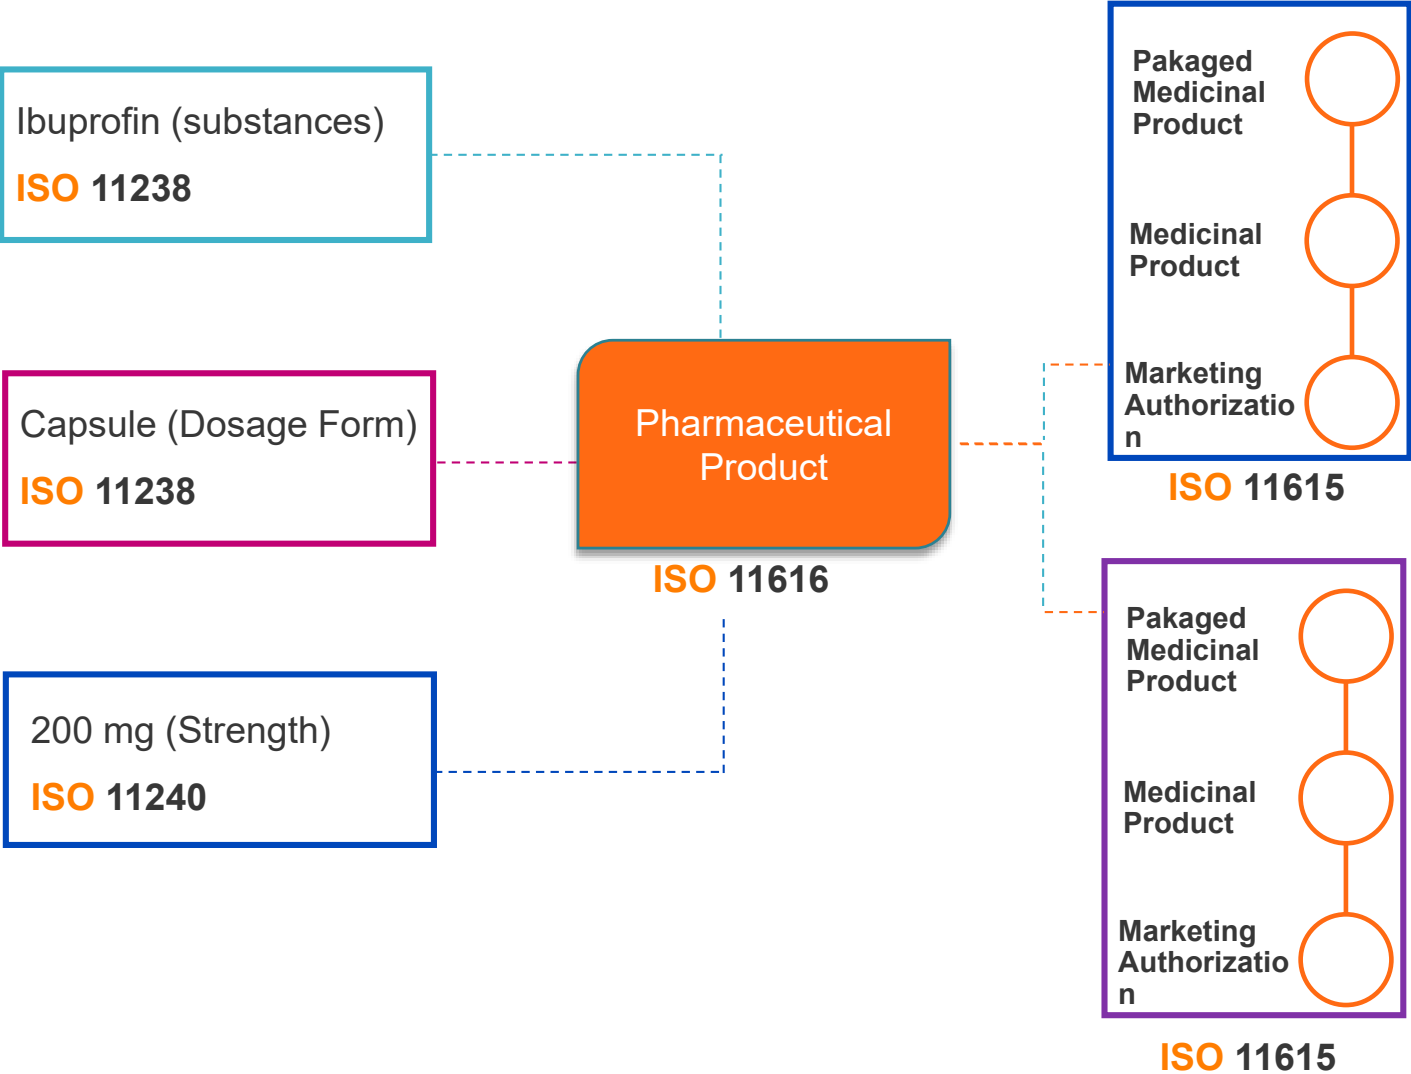 Ibuprofin (substances)
ISO 11238
Capsule (Dosage Form)
ISO 11238
200 mg (Strength)
ISO 11240
Pharmaceutical
Product
ISO 11616
Pakaged
Medicinal
Product
Medicinal
Product
Marketing
Authorizatio
n
ISO 11615
Pakaged
Medicinal
Product
Medicinal
Product
Marketing
Authorizatio
n
ISO 11615